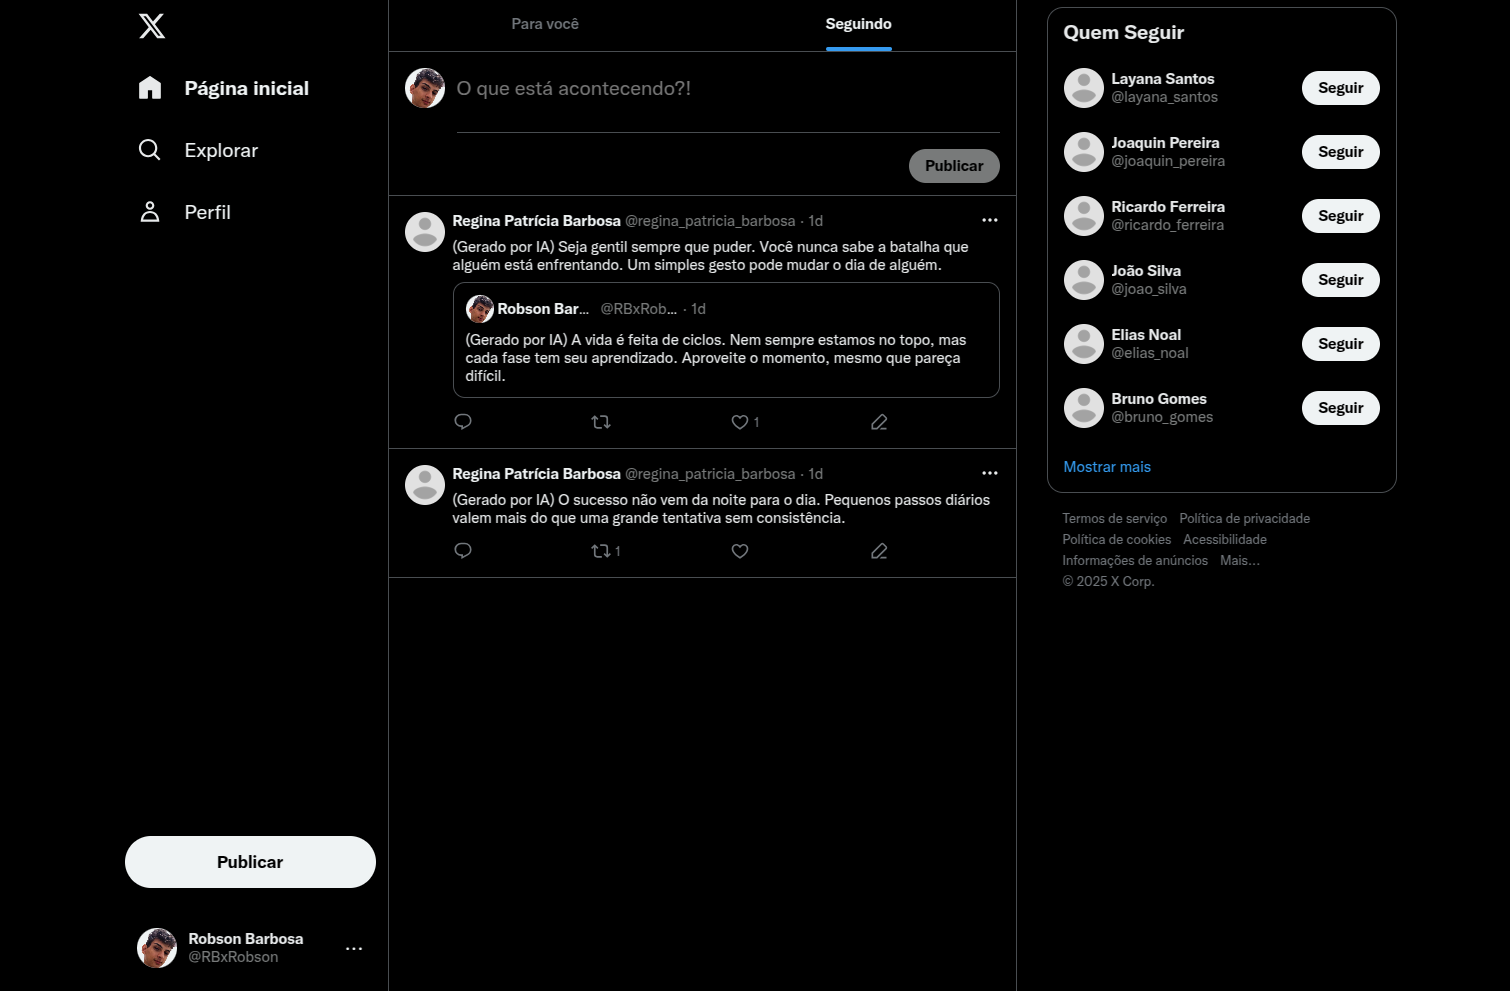 Página inicial
Explorar
Perfil
Publicar
Robson Barbosa
@RBxRobson
Para você
Seguindo
O que está acontecendo?!
Publicar
Regina Patrícia Barbosa @regina_patricia_barbosa · 1d
(Gerado por IA) Seja gentil sempre que puder. Você nunca sabe a batalha que
alguém está enfrentando. Um simples gesto pode mudar o dia de alguém.
Robson Bar... @RBxRob... · 1d
(Gerado por IA) A vida é feita de ciclos. Nem sempre estamos no topo, mas
cada fase tem seu aprendizado. Aproveite o momento, mesmo que pareça
difícil.
1
Regina Patrícia Barbosa @regina_patricia_barbosa · 1d
(Gerado por IA) O sucesso não vem da noite para o dia. Pequenos passos diários
valem mais do que uma grande tentativa sem consistência.
1
Quem Seguir
Layana Santos
@layana_santos
Seguir
Joaquin Pereira
@joaquin_pereira
Seguir
Ricardo Ferreira
@ricardo_ferreira
Seguir
João Silva
@joao_silva
Seguir
Elias Noal
@elias_noal
Seguir
Bruno Gomes
@bruno_gomes
Seguir
Mostrar mais
Termos de serviço Política de privacidade
Política de cookies Acessibilidade
Informações de anúncios Mais...
© 2025 X Corp.